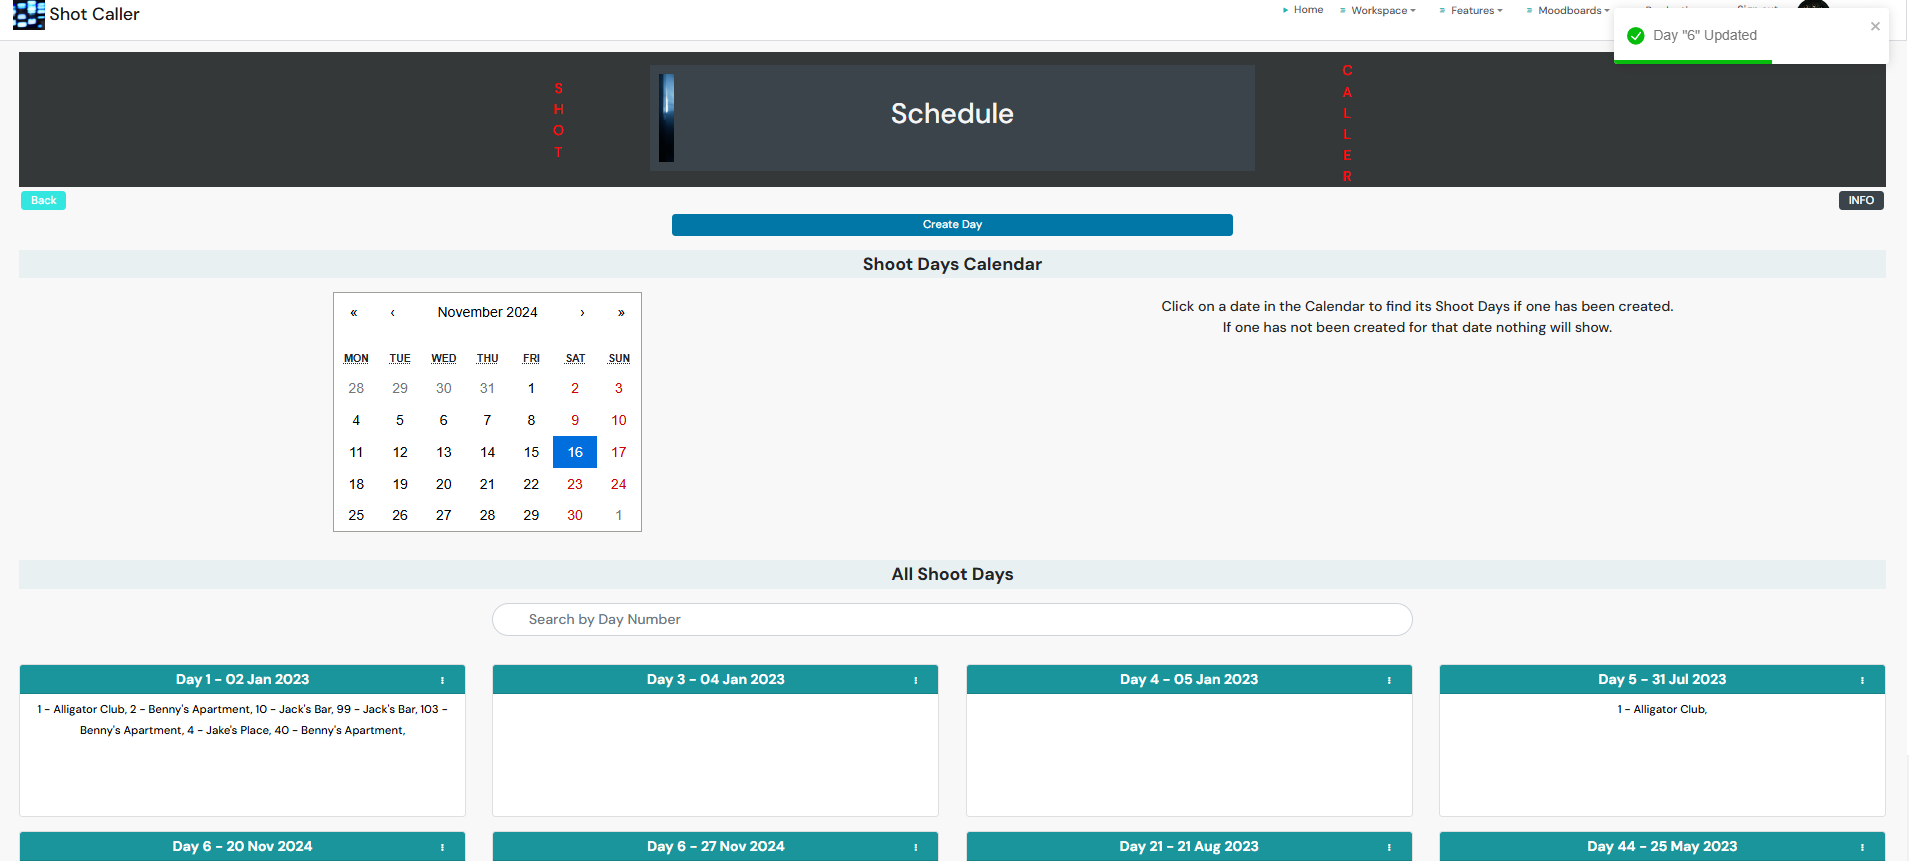 Shot Caller
Home
Workspace
Features
Moodboards
Day "6" Updated
S
H
O
T
Schedule
C
A
L
L
E
R
Back
INFO
Create Day
Shoot Days Calendar
« ‹ November 2024 › »
MON TUE WED THU FRI SAT SUN
28 29 30 31 1 2 3
4 5 6 7 8 9 10
11 12 13 14 15 16 17
18 19 20 21 22 23 24
25 26 27 28 29 30 1
Click on a date in the Calendar to find its Shoot Days if one has been created.
If one has not been created for that date nothing will show.
All Shoot Days
Search by Day Number
Day 1 - 02 Jan 2023
1 - Alligator Club, 2 - Benny's Apartment, 10 - Jack's Bar, 99 - Jack's Bar, 103 -
Benny's Apartment, 4 - Jake's Place, 40 - Benny's Apartment,
Day 3 - 04 Jan 2023
Day 4 - 05 Jan 2023
Day 5 - 31 Jul 2023
1 - Alligator Club,
Day 6 - 20 Nov 2024
Day 6 - 27 Nov 2024
Day 21 - 21 Aug 2023
Day 44 - 25 May 2023